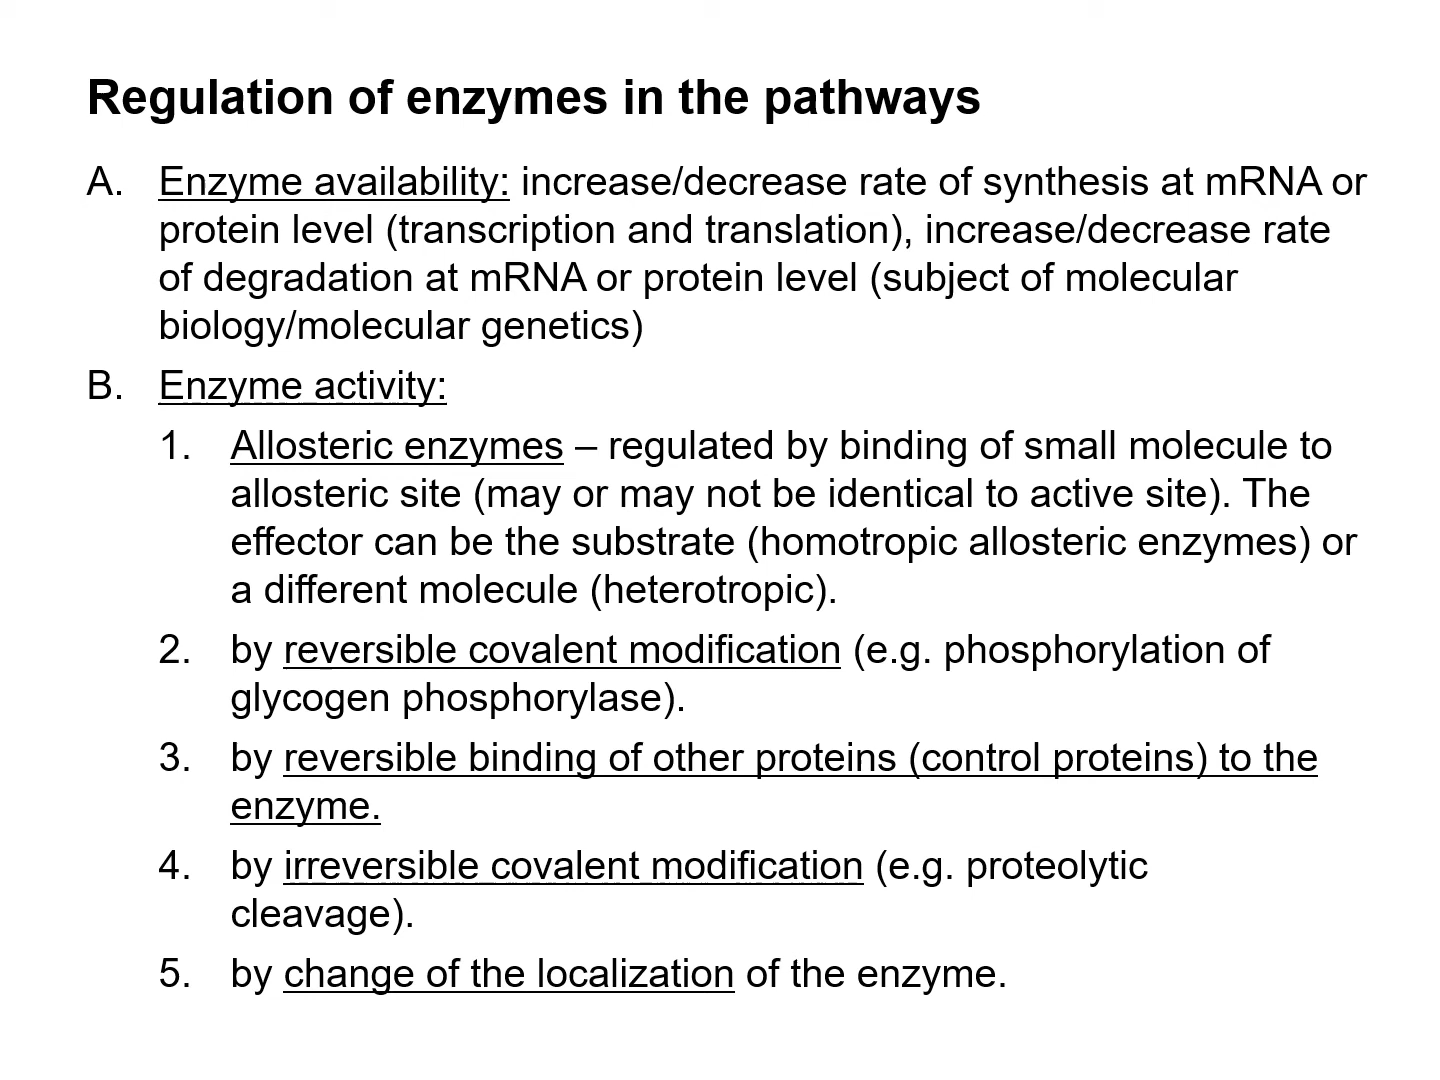 Regulation of enzymes in the pathways
A. Enzyme availability: increase/decrease rate of synthesis at mRNA or
protein level (transcription and translation), increase/decrease rate
of degradation at mRNA or protein level (subject of molecular
biology/molecular genetics)
B. Enzyme activity:
1. Allosteric enzymes – regulated by binding of small molecule to
allosteric site (may or may not be identical to active site). The
effector can be the substrate (homotropic allosteric enzymes) or
a different molecule (heterotropic).
2. by reversible covalent modification (e.g. phosphorylation of
glycogen phosphorylase).
3. by reversible binding of other proteins (control proteins) to the
enzyme.
4. by irreversible covalent modification (e.g. proteolytic
cleavage).
5. by change of the localization of the enzyme.